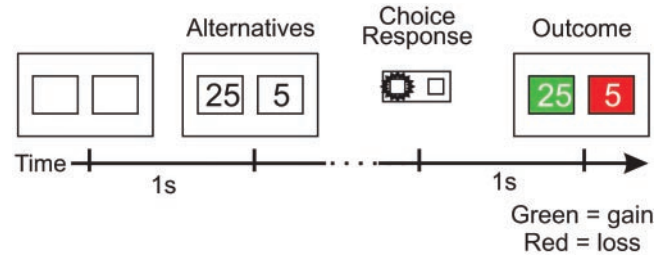 Alternatives
Choice
Response
Outcome
25 5
25 5
Time
1s
1s
Green = gain
Red = loss